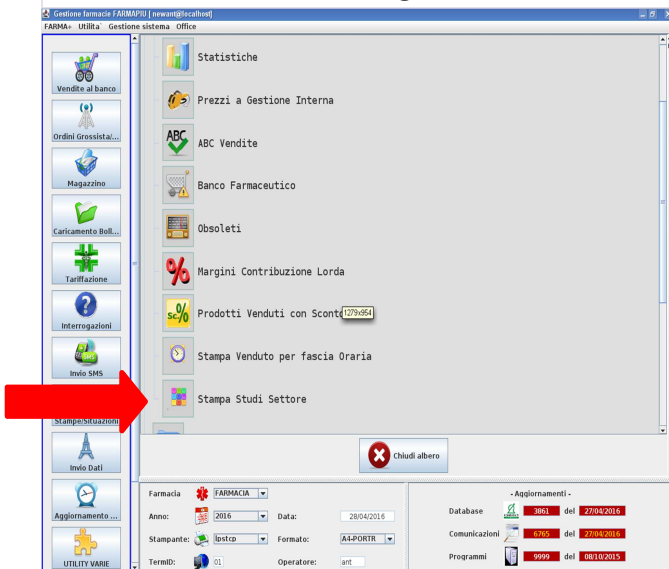 Gestione farmacie FARMAPIU [ newant@localhost]
FARMA+ Utilita` Gestione sistema Office
Vendite al banco
Ordini Grossista/...
Magazzino
Caricamento Boll...
Tariffazione
Interrogazioni
SMS
Invio SMS
Stampe/Situazioni
Invio Dati
Aggiornamento ...
UTILITY VARIE
Statistiche
Prezzi a Gestione Interna
ABC
ABC Vendite
Banco Farmaceutico
Obsoleti
Margini Contribuzione Lorda
sc.%
Prodotti Venduti con Sconto
1279x954
Stampa Venduto per fascia Oraria
Stampa Studi Settore
Chiudi albero
Farmacia FARMACIA
Anno: 2016 Data: 28/04/2016
Stampante: lpstcp Formato: A4-PORTR
TermID: 01 Operatore: ant
- Aggiornamenti -
Database 3861 del 27/04/2016
Comunicazioni 6765 del 27/04/2016
Programmi 9999 del 08/10/2015